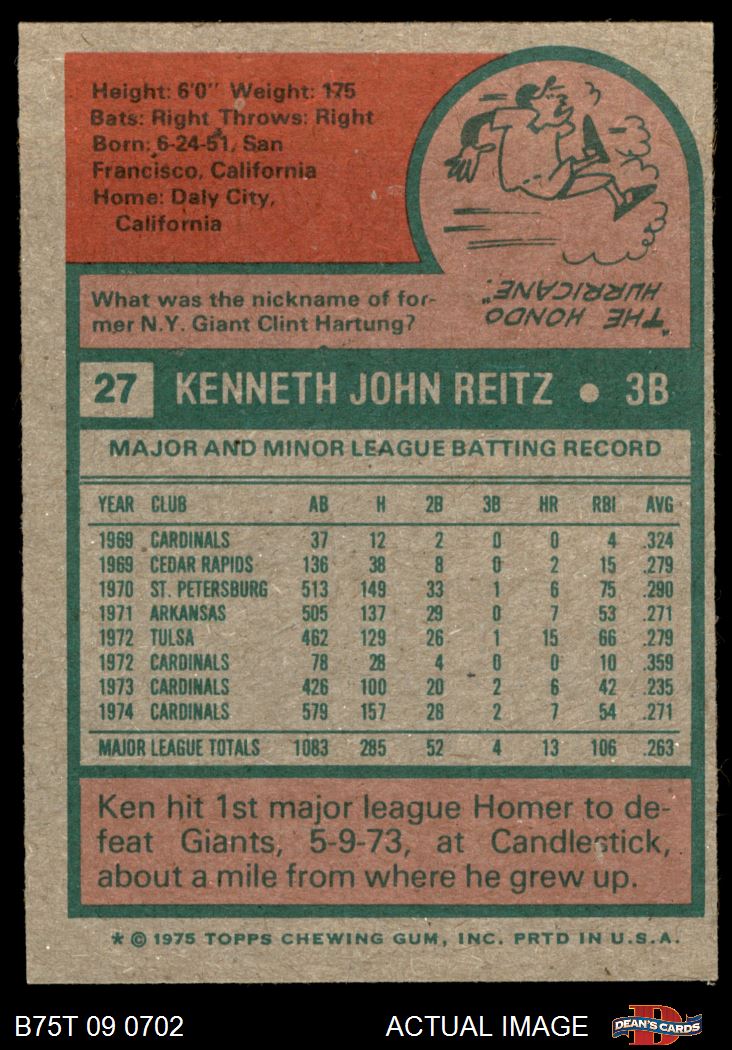 Height: 6'0" Weight: 175
Bats: Right Throws: Right
Born: 6-24-51, San
Francisco, California
Home: Daly City,
California
What was the nickname of for-
mer N.Y. Giant Clint Hartung?
"THE HONDO
HURRICANE."
27 KENNETH JOHN REITZ • 3B
MAJOR AND MINOR LEAGUE BATTING RECORD
YEAR CLUB AB H 2B 3B HR RBI AVG
1969 CARDINALS 37 12 2 0 0 4 .324
1969 CEDAR RAPIDS 136 38 8 0 2 15 .279
1970 ST. PETERSBURG 513 149 33 1 6 75 .290
1971 ARKANSAS 505 137 29 0 7 53 .271
1972 TULSA 462 129 26 1 15 66 .279
1972 CARDINALS 78 28 4 0 0 10 .359
1973 CARDINALS 426 100 20 2 6 42 .235
1974 CARDINALS 579 157 28 2 7 54 .271
MAJOR LEAGUE TOTALS 1083 285 52 4 13 106 .263
Ken hit 1st major league Homer to de-
feat Giants, 5-9-73, at Candlestick,
about a mile from where he grew up.
* © 1975 TOPPS CHEWING GUM, INC. PRTD IN U.S.A.
B75T 09 0702 ACTUAL IMAGE D DEAN'S CARDS